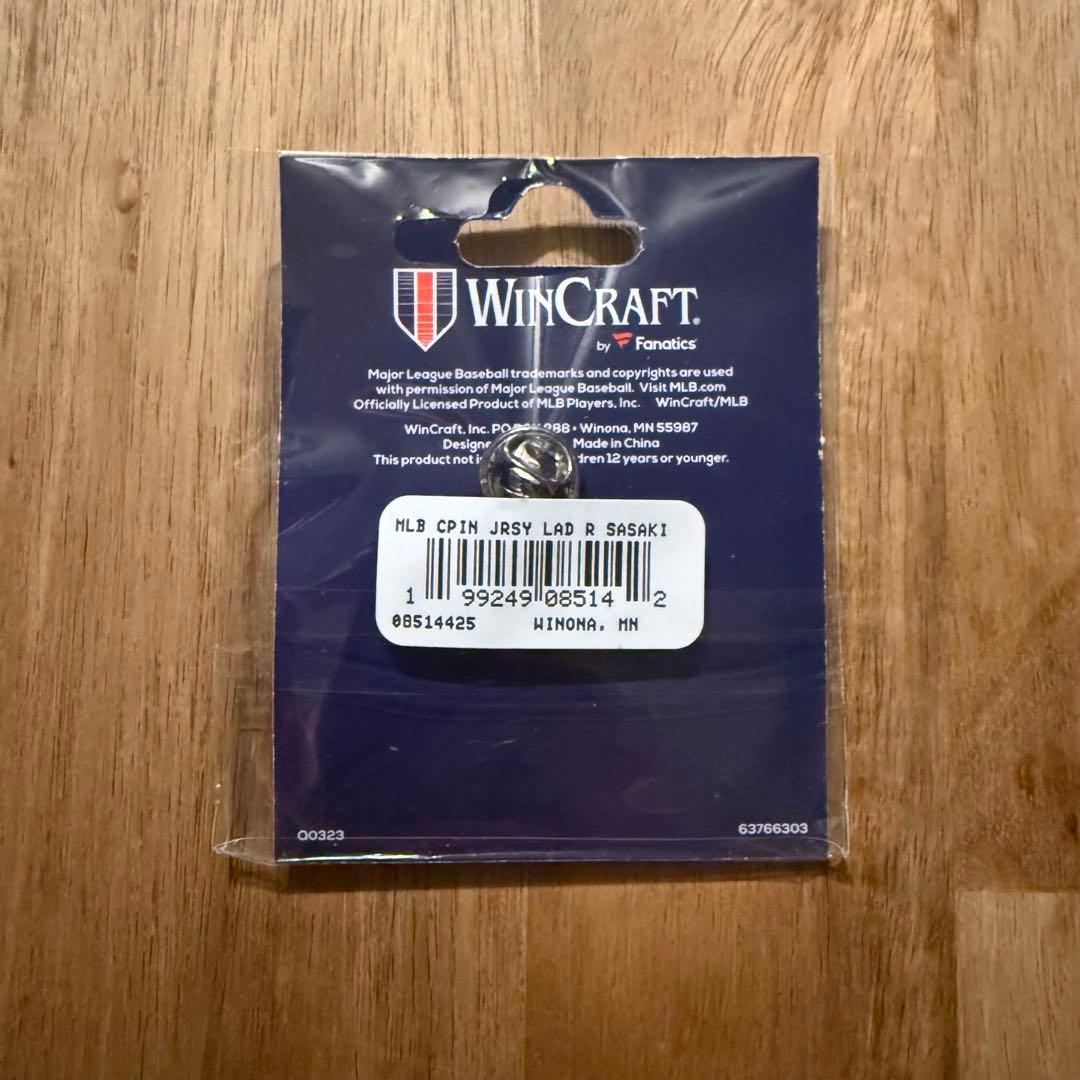 WINCRAFT®
by Fanatics
Major League Baseball trademarks and copyrights are used
with permission of Major League Baseball. Visit MLB.com
Officially Licensed Product of MLB Players, Inc. WinCraft/MLB
WinCraft, Inc. 288 • Winona, MN 55987
Made in China
This product not 12 years or younger.
MLB CPIN JRSY LAD R SASAKI
1 99249 08514 2
08514425 WINONA, MN
00323 63766303